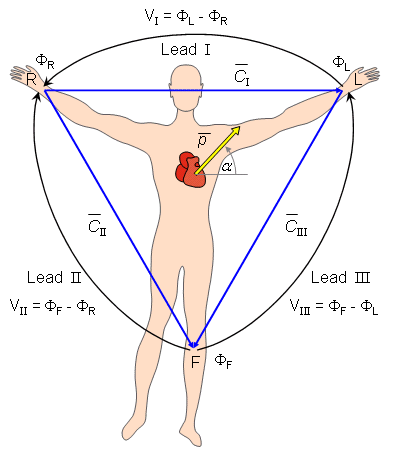 V_I = Φ_L - Φ_R
Lead I
Φ_R
Φ_L
R
L
C̅_I
p̅
α
C̅_II
C̅_III
Lead II
Lead III
V_II = Φ_F - Φ_R
V_III = Φ_F - Φ_L
F
Φ_F